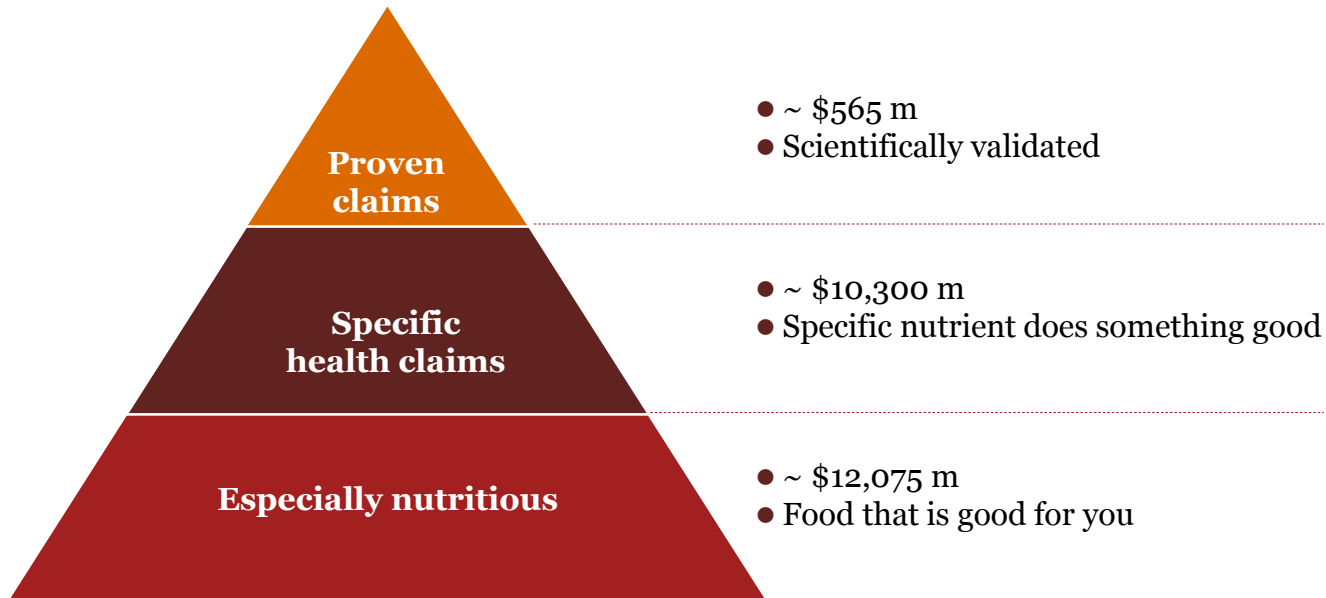 Proven
claims
● ~ $565 m
● Scientifically validated
Specific
health claims
● ~ $10,300 m
● Specific nutrient does something good
Especially nutritious
● ~ $12,075 m
● Food that is good for you